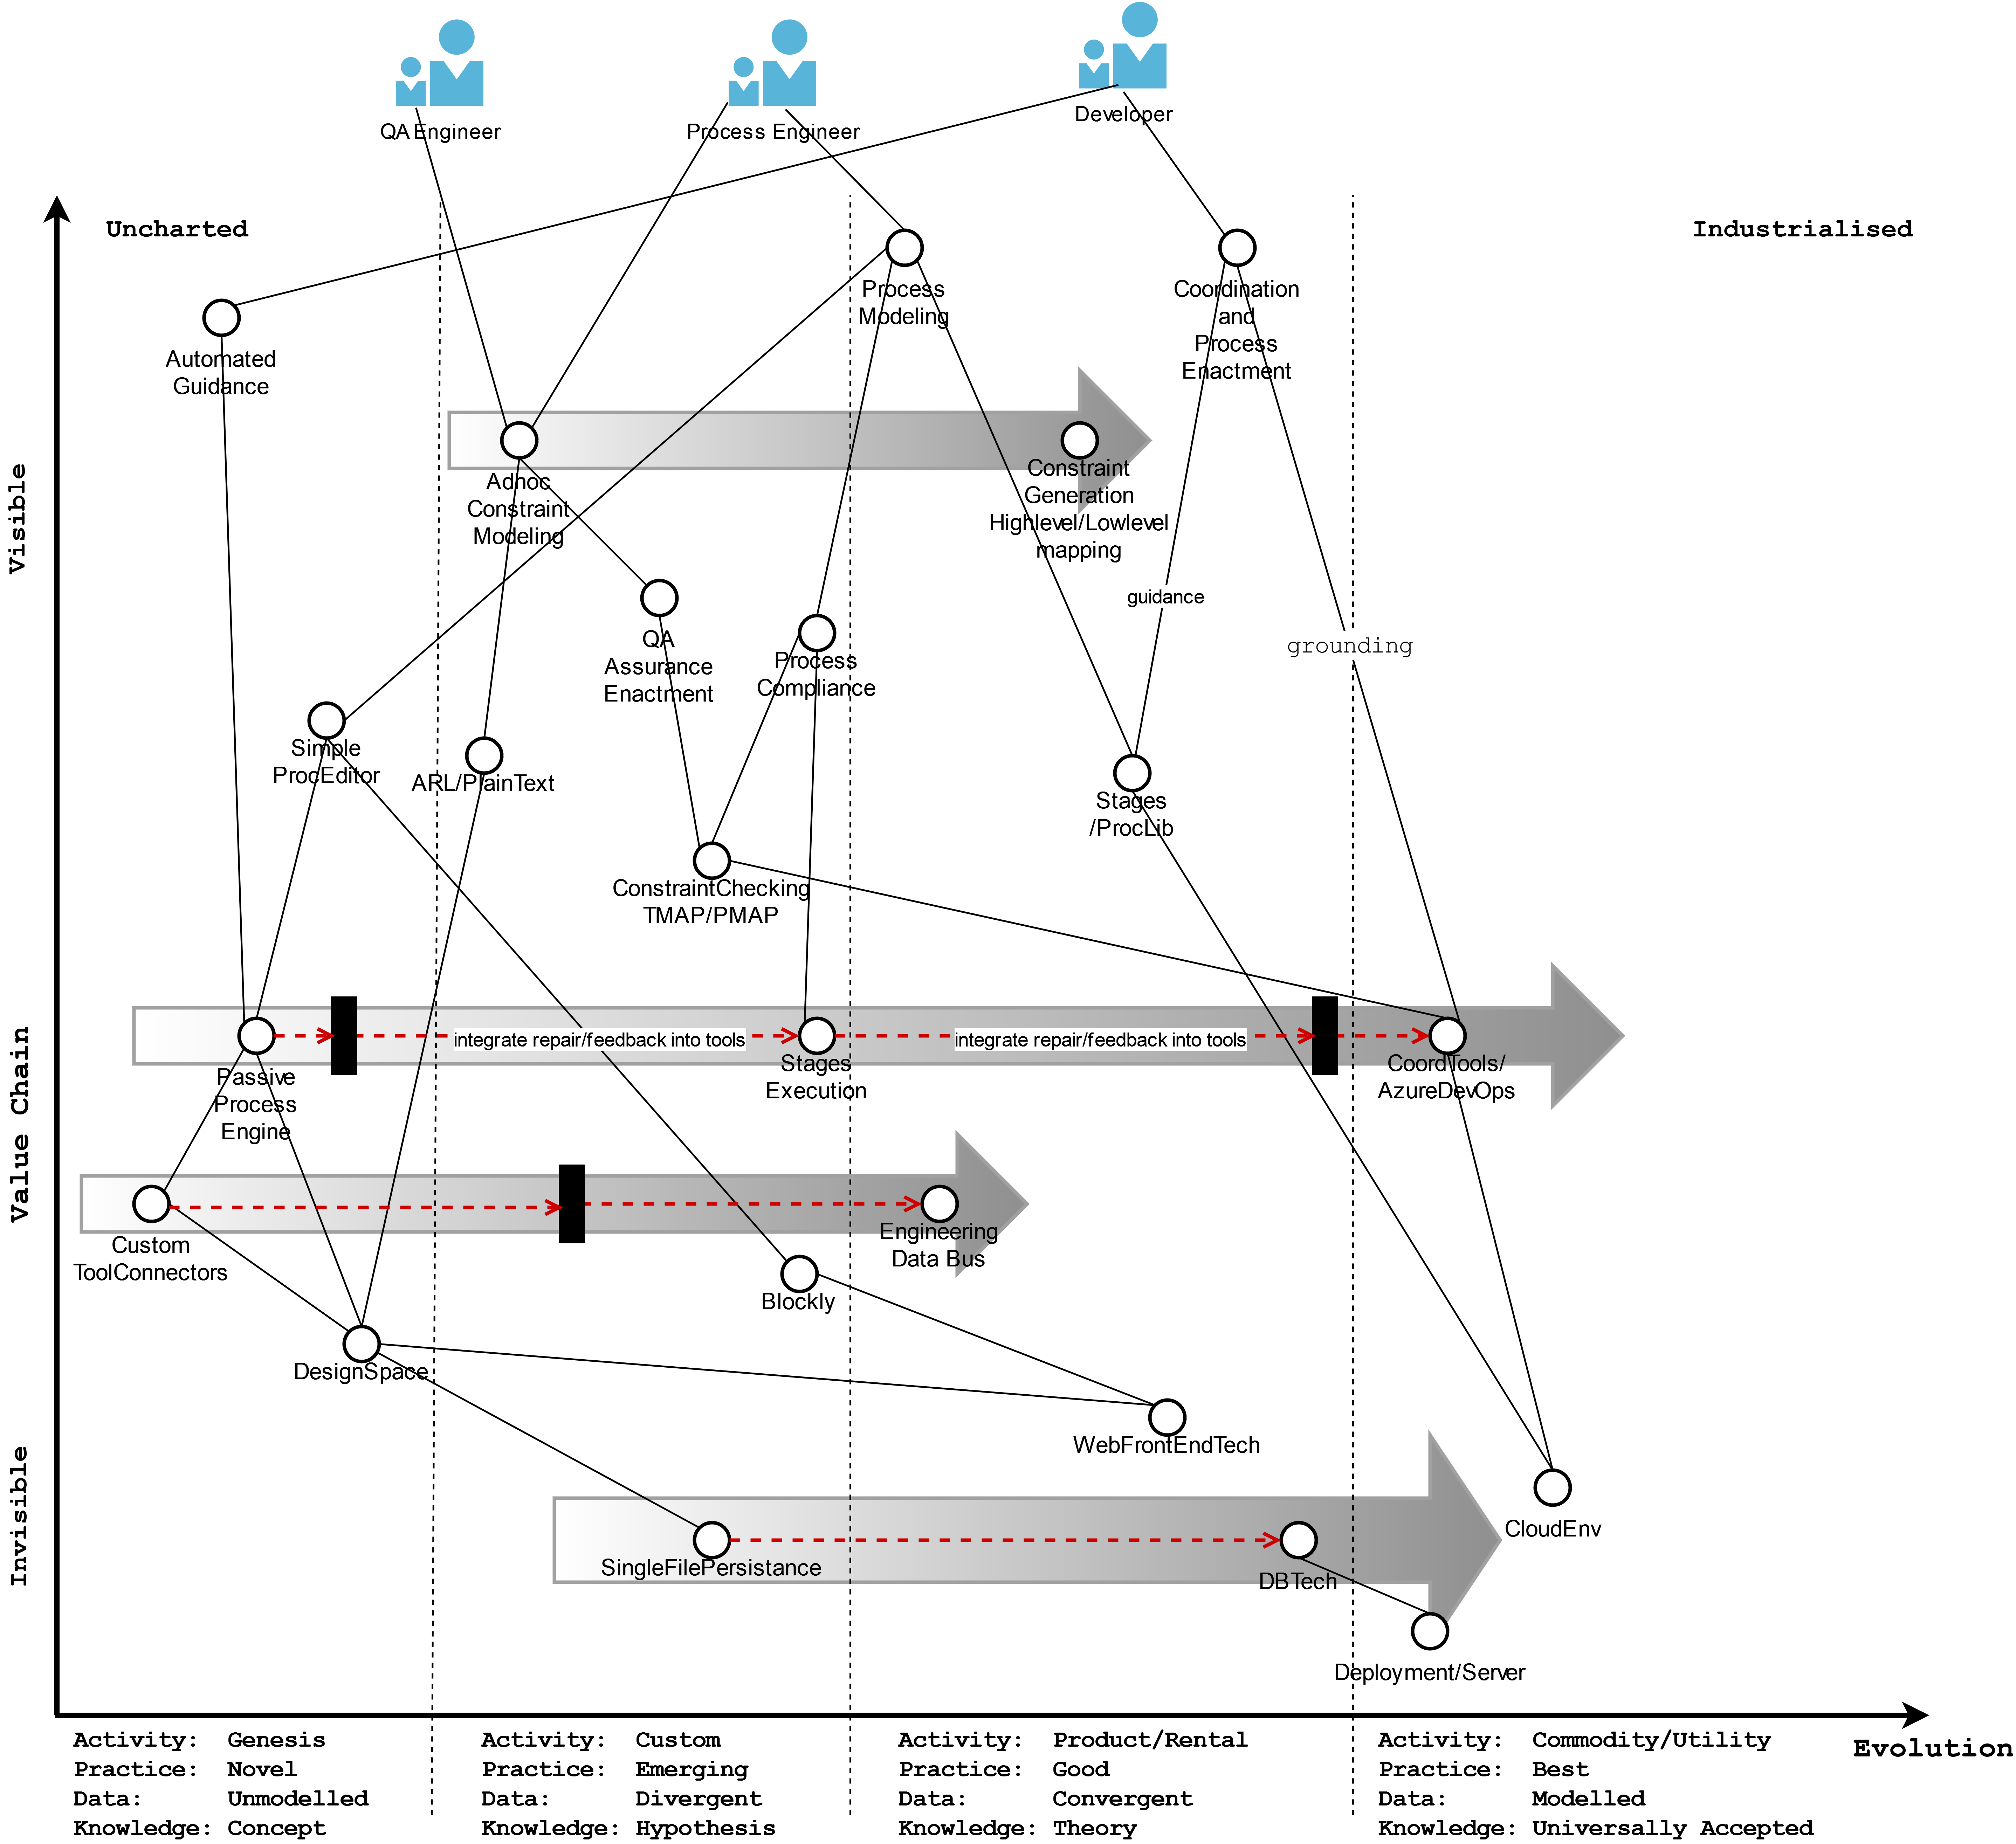 QA Engineer
Process Engineer
Developer
Uncharted
Industrialised
Process
Modeling
Coordination
and
Process
Enactment
Automated
Guidance
Visible
Adhoc
Constraint
Modeling
Constraint
Generation
Highlevel/Lowlevel
mapping
guidance
grounding
QA
Assurance
Enactment
Process
Compliance
Simple
ProcEditor
ARL/PlainText
Stages
/ProcLib
ConstraintChecking
TMAP/PMAP
Value Chain
integrate repair/feedback into tools
integrate repair/feedback into tools
Passive
Process
Engine
Stages
Execution
CoordTools/
AzureDevOps
Custom
ToolConnectors
Engineering
Data Bus
Blockly
DesignSpace
WebFrontEndTech
Invisible
CloudEnv
SingleFilePersistance
DBTech
Deployment/Server
Evolution
Activity: Genesis
Practice: Novel
Data: Unmodelled
Knowledge: Concept
Activity: Custom
Practice: Emerging
Data: Divergent
Knowledge: Hypothesis
Activity: Product/Rental
Practice: Good
Data: Convergent
Knowledge: Theory
Activity: Commodity/Utility
Practice: Best
Data: Modelled
Knowledge: Universally Accepted